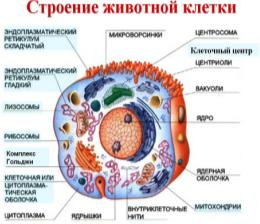 Строение животной клетки
ЭНДОПЛАЗМАТИЧЕСКИЙ
РЕТИКУЛУМ
СКЛАДЧАТЫЙ
МИКРОВОРСИНКИ
ЦЕНТРОСОМА
Клеточный центр
ЦЕНТРИОЛИ
ЭНДОПЛАЗМАТИЧЕСКИЙ
РЕТИКУЛУМ
ГЛАДКИЙ
ВАКУОЛИ
ЛИЗОСОМЫ
ЯДРО
РИБОСОМЫ
Комплекс
Гольджи
ЯДЕРНАЯ
ОБОЛОЧКА
КЛЕТОЧНАЯ ИЛИ
ЦИТОПЛАЗМА-
ТИЧЕСКАЯ
ОБОЛОЧКА
МИТОХОНДРИИ
ЦИТОПЛАЗМА
ЯДРЫШКИ
ВНУТРИКЛЕТОЧНЫЕ
НИТИ